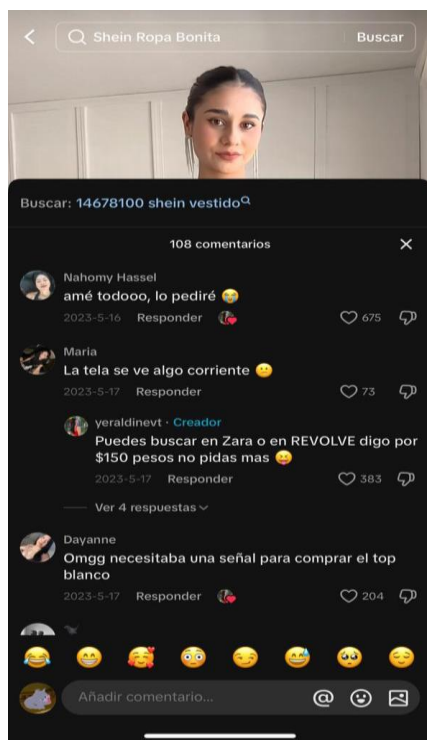 Shein Ropa Bonita
Buscar
Buscar: 14678100 shein vestido
108 comentarios
Nahomy Hassel
amé todooo, lo pediré 😭
2023-5-16 Responder
675
Maria
La tela se ve algo corriente 🙁
2023-5-17 Responder
73
yeraldinevt · Creador
Puedes buscar en Zara o en REVOLVE digo por
$150 pesos no pidas mas 😝
2023-5-17 Responder
383
Ver 4 respuestas
Dayanne
Omgg necesitaba una señal para comprar el top
blanco
2023-5-17 Responder
204
Añadir comentario...